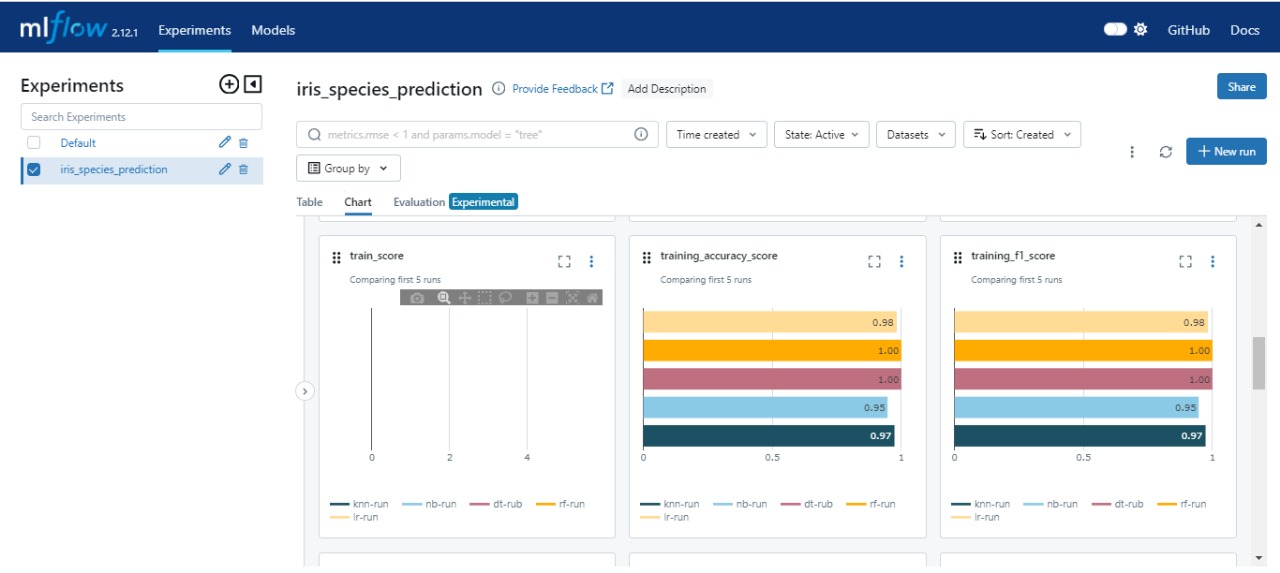 mlflow 2.12.1 Experiments Models GitHub Docs
Experiments
Search Experiments
Default
iris_species_prediction
iris_species_prediction Provide Feedback Add Description Share
metrics.rmse < 1 and params.model = "tree" Time created State: Active Datasets Sort: Created
New run
Group by
Table Chart Evaluation Experimental
train_score
Comparing first 5 runs
0 2 4
knn-run nb-run dt-rub rf-run
lr-run
training_accuracy_score
Comparing first 5 runs
0.98
1.00
1.00
0.95
0.97
0 0.5 1
knn-run nb-run dt-rub rf-run
lr-run
training_f1_score
Comparing first 5 runs
0.98
1.00
1.00
0.95
0.97
0 0.5 1
knn-run nb-run dt-rub rf-run
lr-run